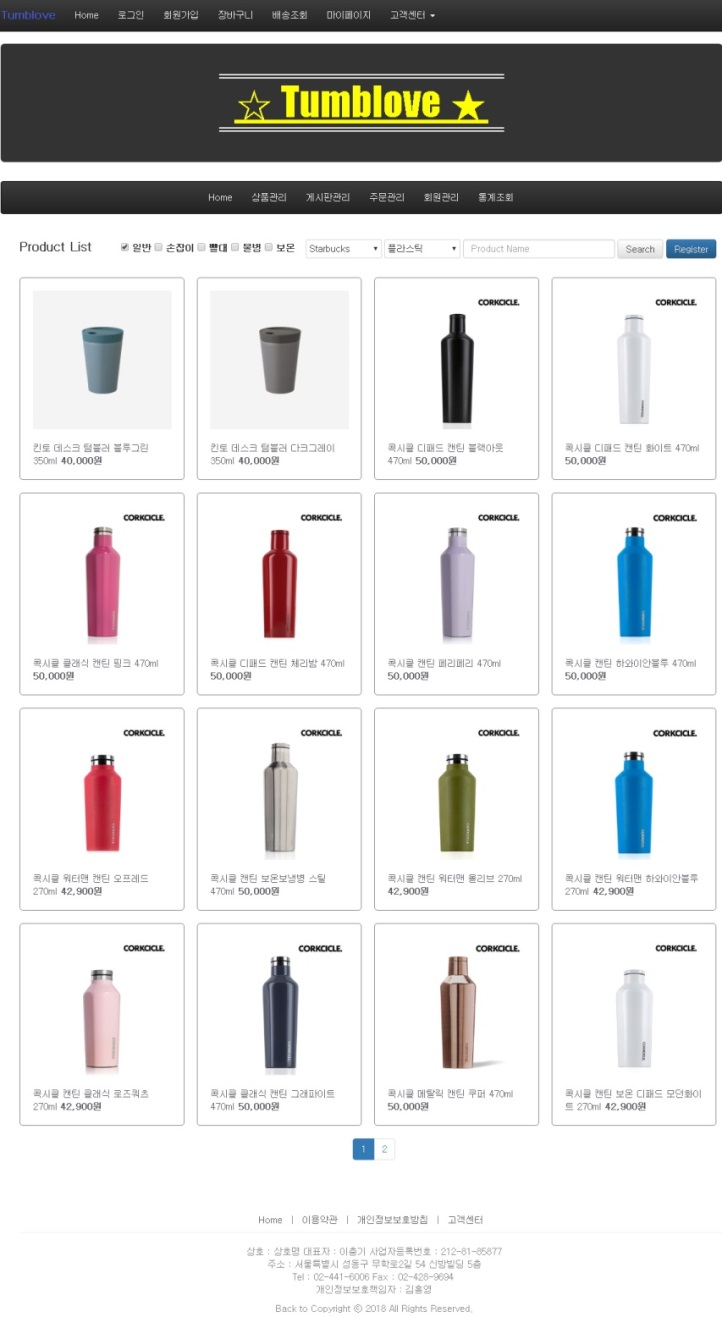 Tumblove Home 로그인 회원가입 장바구니 배송조회 마이페이지 고객센터
☆ Tumblove ★
Home 상품관리 게시판관리 주문관리 회원관리 통계조회
Product List 일반 손잡이 빨대 물병 보온 Starbucks 플라스틱 Product Name Search Register
킨토 데스크 텀블러 블루그린
350ml 40,000원
킨토 데스크 텀블러 다크그레이
350ml 40,000원
CORKCICLE.
콕시클 디패드 캔틴 블랙아웃
470ml 50,000원
CORKCICLE.
콕시클 디패드 캔틴 화이트 470ml
50,000원
CORKCICLE.
콕시클 클래식 캔틴 핑크 470ml
50,000원
CORKCICLE.
콕시클 디패드 캔틴 체리밤 470ml
50,000원
CORKCICLE.
콕시클 캔틴 페리페리 470ml
50,000원
CORKCICLE.
콕시클 캔틴 하와이안블루 470ml
50,000원
CORKCICLE.
콕시클 워터맨 캔틴 오프레드
270ml 42,900원
CORKCICLE.
콕시클 캔틴 보온보냉병 스틸
470ml 50,000원
CORKCICLE.
콕시클 캔틴 워터맨 올리브 270ml
42,900원
CORKCICLE.
콕시클 캔틴 워터맨 하와이안블루
270ml 42,900원
CORKCICLE.
콕시클 캔틴 클래식 로즈쿼츠
270ml 42,900원
CORKCICLE.
콕시클 클래식 캔틴 그래파이트
470ml 50,000원
CORKCICLE.
콕시클 메탈릭 캔틴 쿠퍼 470ml
50,000원
CORKCICLE.
콕시클 캔틴 보온 디패드 모던화이
트 270ml 42,900원
1 2
Home | 이용약관 | 개인정보보호방침 | 고객센터
상호 : 상호명 대표자 : 이충기 사업자등록번호 : 212-81-85877
주소 : 서울특별시 성동구 무학로2길 54 신방빌딩 5층
Tel : 02-441-6006 Fax : 02-428-9694
개인정보보호책임자 : 김홍영
Back to Copyright ⓒ 2018 All Rights Reserved,